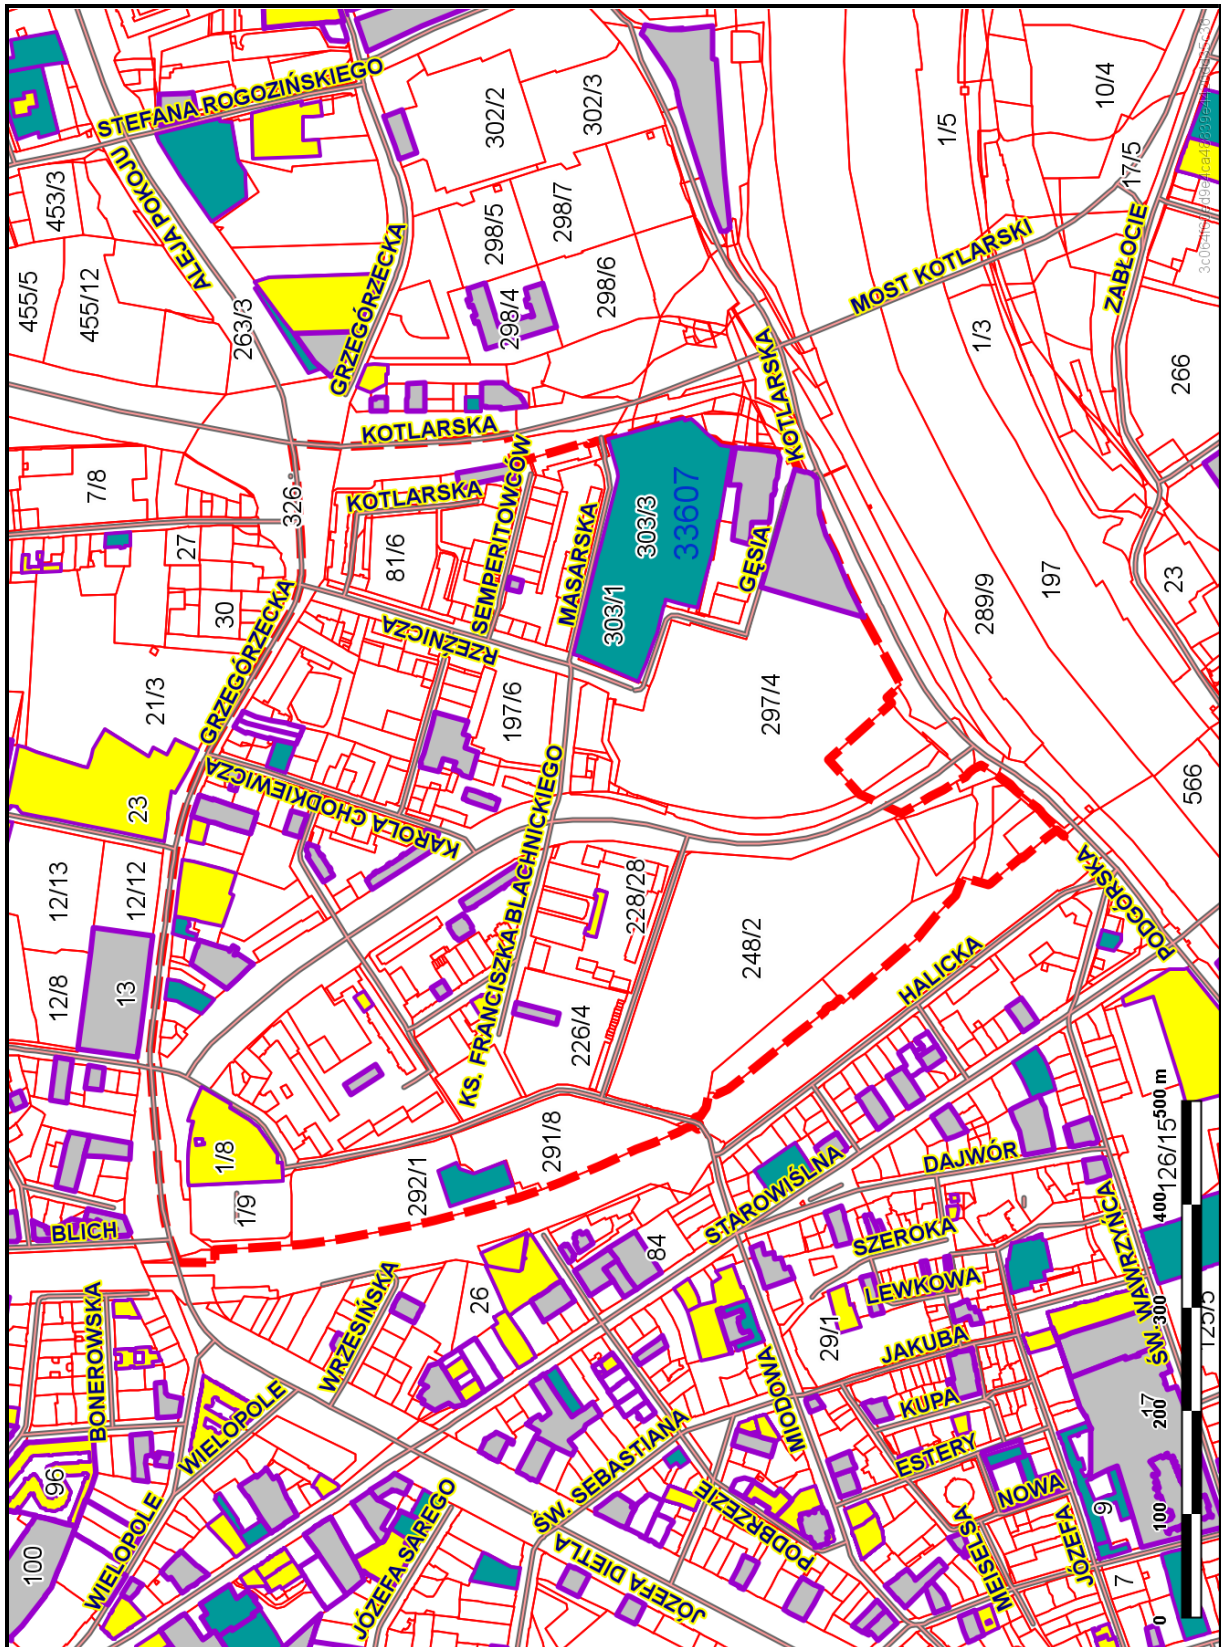 STEFANA ROGOZIŃSKIEGO
ALEJA POKOJU
453/3
455/5
455/12
263/3
GRZEGÓRZECKA
302/2
302/3
298/5
298/7
298/4
298/6
1/5
10/4
17/5
MOST KOTLARSKI
ZABŁOCIE
1/3
266
KOTLARSKA
KOTLARSKA
KOTLARSKA
7/8
326
27
30
81/6
SEMPERITOWCÓW
MASARSKA
303/3
33607
303/1
GĘSIA
RZEŹNICZA
GRZEGÓRZECKA
21/3
197/6
297/4
289/9
197
23
566
23
KAROLA CHODKIEWICZA
KS. FRANCISZKA BLACHNICKIEGO
12/13
12/12
12/8
13
228/28
226/4
248/2
HALICKA
PODGÓRSKA
1/8
1/9
292/1
291/8
BLICH
STAROWIŚLNA
DAJWÓR
SZEROKA
LEWKOWA
JAKUBA
KUPA
ESTERY
NOWA
MEISELSA
JÓZEFA
ŚW. WAWRZYŃCA
126/15
125/5
84
26
29/1
WRZESIŃSKA
BONEROWSKA
WIELOPOLE
WIELOPOLE
96
100
JÓZEFA SAREGO
ŚW. SEBASTIANA
JÓZEFA DIETLA
PODBRZEZIE
MIODOWA
17
9
7
0
100
200
300
400
500 m